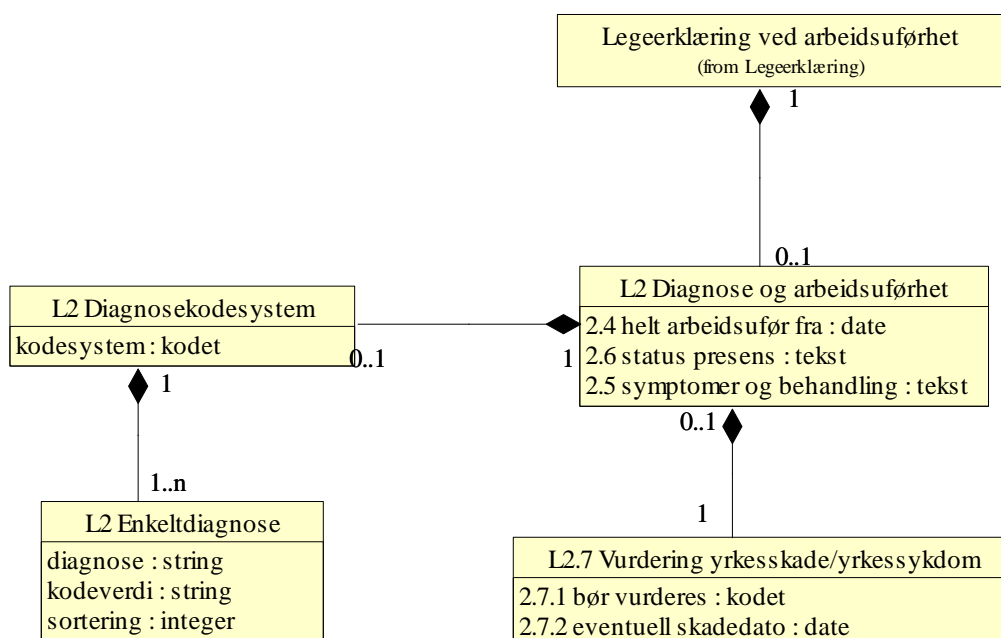 Legeerklæring ved arbeidsuførhet
(from Legeerklæring)
1
0..1
L2 Diagnose og arbeidsuførhet
2.4 helt arbeidsufør fra : date
2.6 status presens : tekst
2.5 symptomer og behandling : tekst
L2 Diagnosekodesystem
kodesystem : kodet
0..1
1
1
0..1
1..n
1
L2 Enkeltdiagnose
diagnose : string
kodeverdi : string
sortering : integer
L2.7 Vurdering yrkesskade/yrkessykdom
2.7.1 bør vurderes : kodet
2.7.2 eventuell skadedato : date